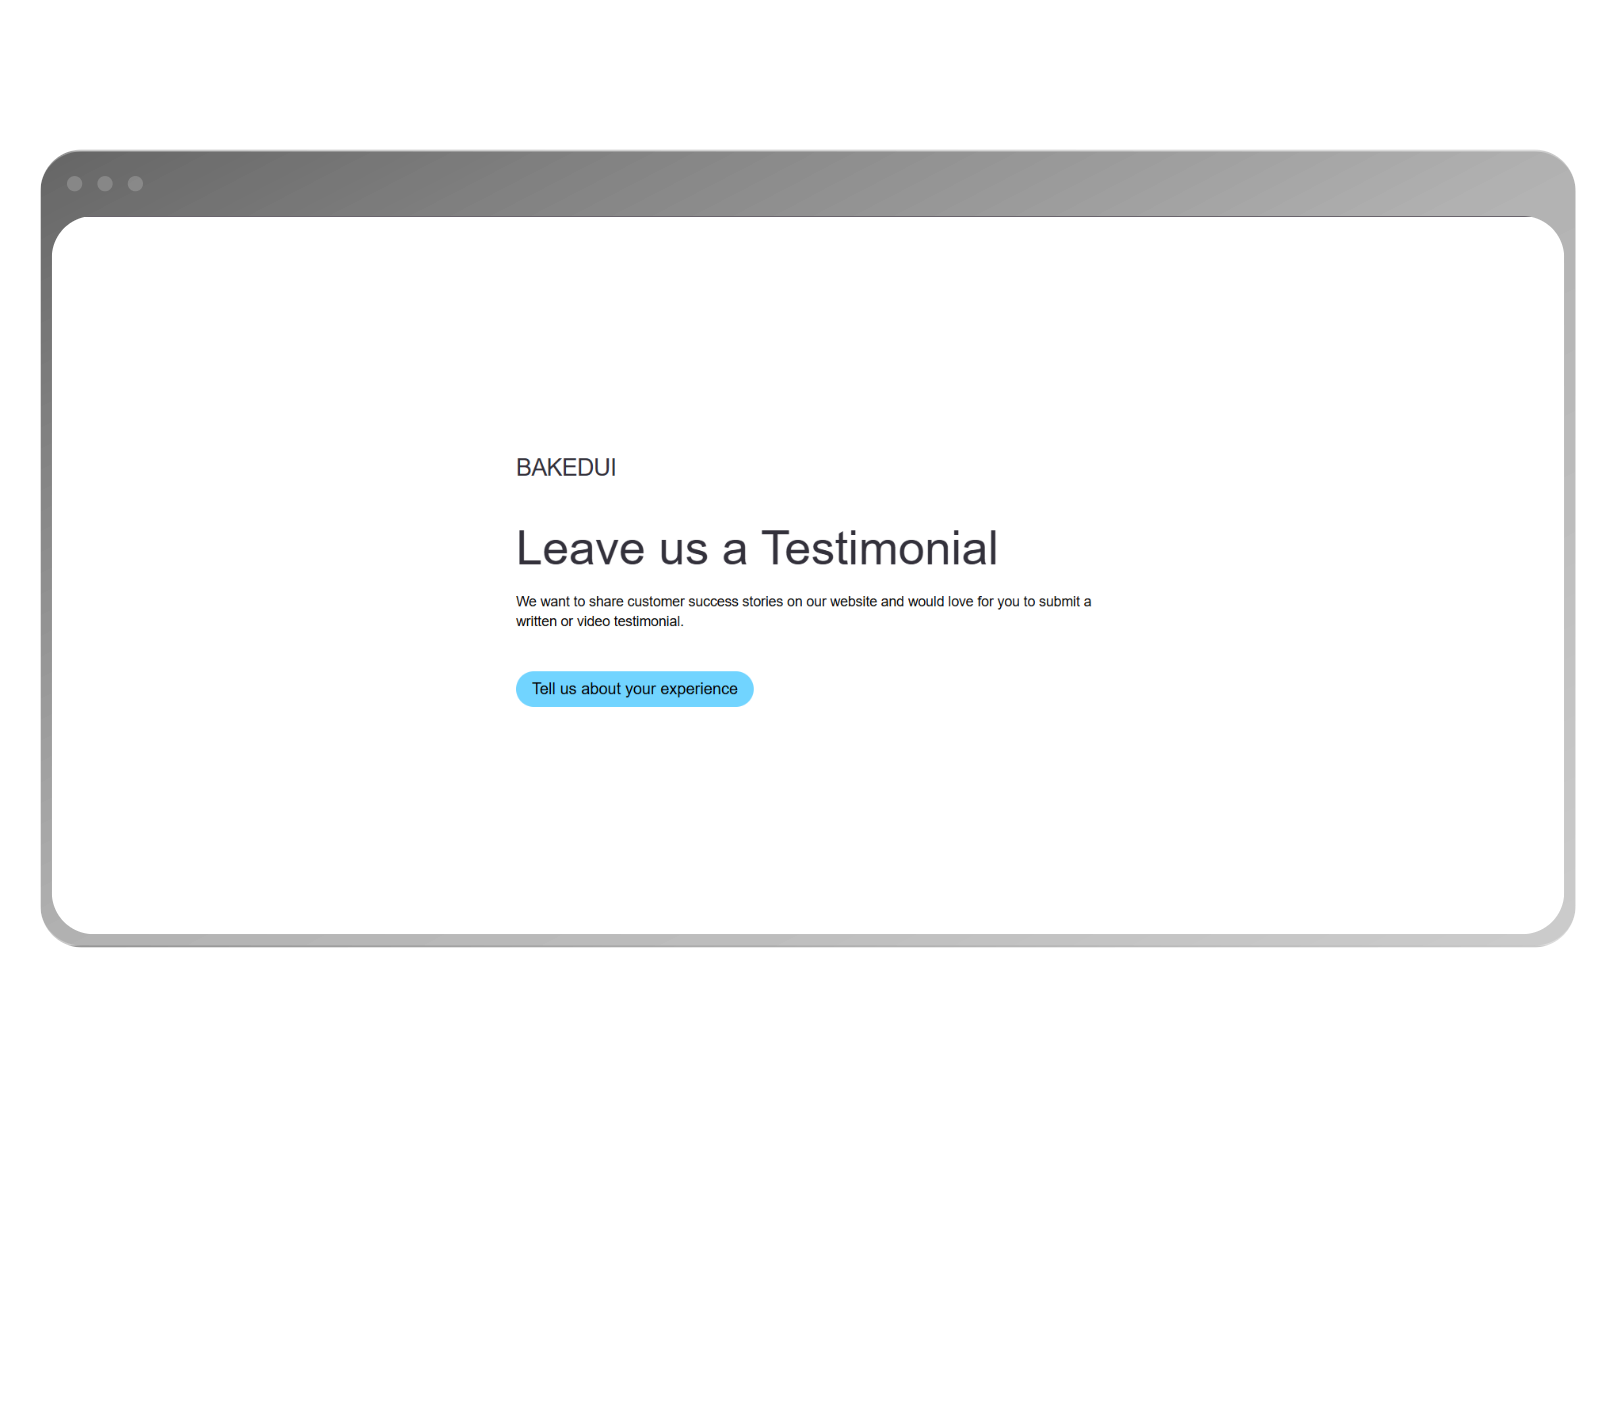 BAKEDUI
Leave us a Testimonial
We want to share customer success stories on our website and would love for you to submit a
written or video testimonial.
Tell us about your experience